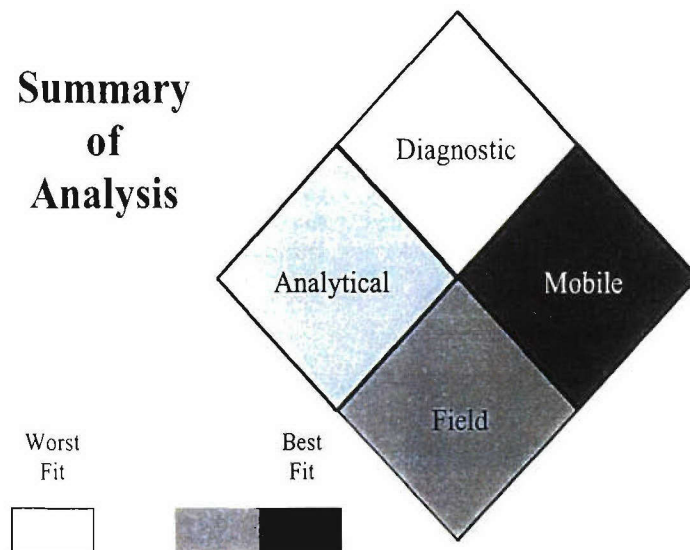 Summary
of
Analysis
Diagnostic
Analytical
Mobile
Field
Worst
Fit
Best
Fit